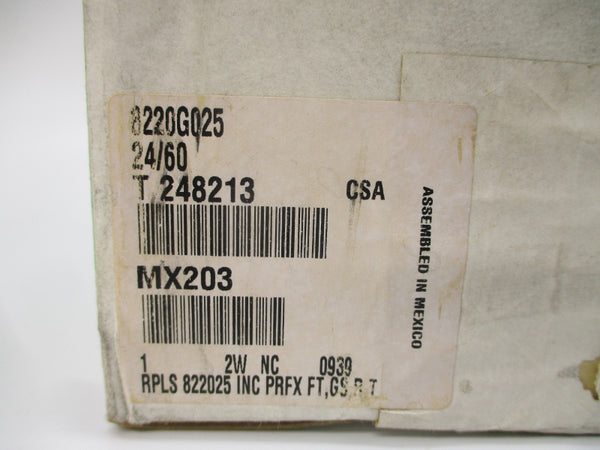 8220G025
24/60
T 248213 CSA
MX203
1 2W NC 0939
RPLS 822025 INC PRFX FT,GS,R T
ASSEMBLED IN MEXICO